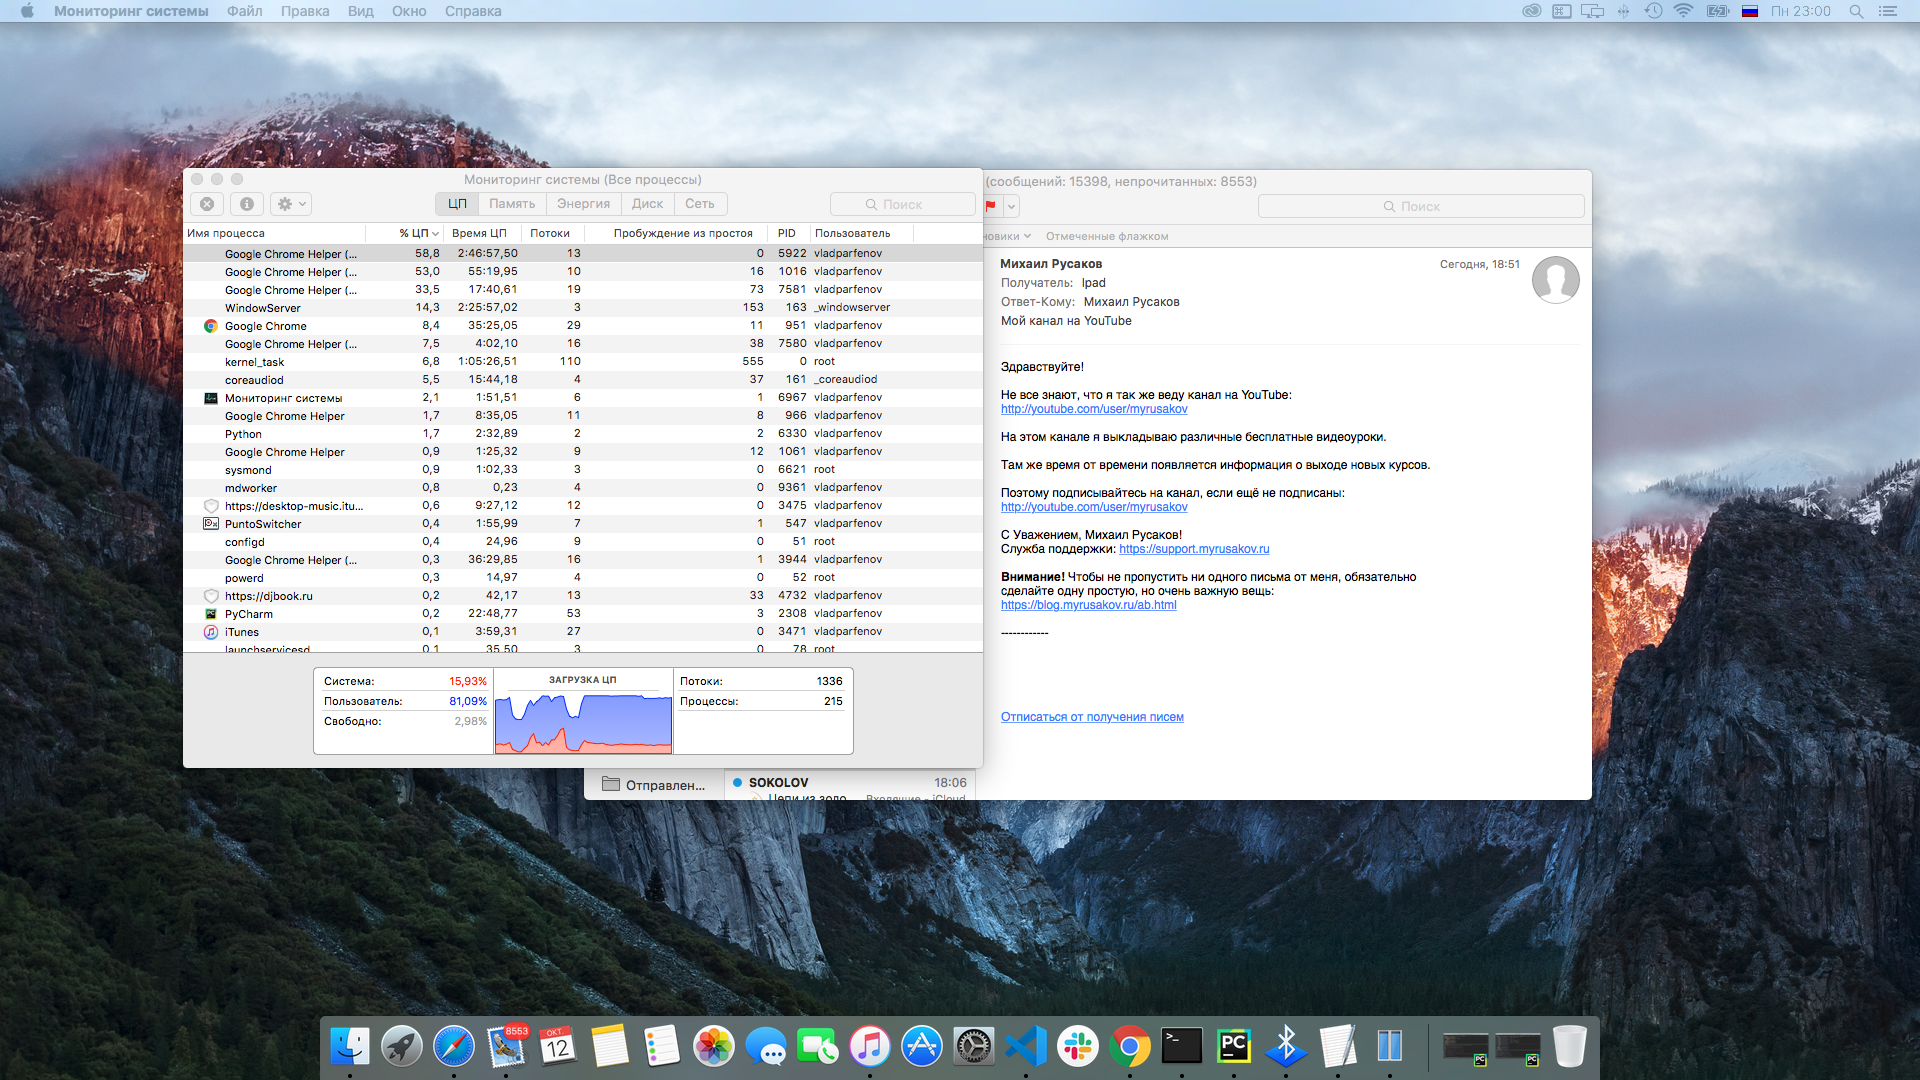 Мониторинг системы Файл Правка Вид Окно Справка
Пн 23:00
Мониторинг системы (Все процессы)
ЦП Память Энергия Диск Сеть
Поиск
Имя процесса % ЦП Время ЦП Потоки Пробуждение из простоя PID Пользователь
Google Chrome Helper (... 58,8 2:46:57,50 13 0 5922 vladparfenov
Google Chrome Helper (... 53,0 55:19,95 10 16 1016 vladparfenov
Google Chrome Helper (... 33,5 17:40,61 19 73 7581 vladparfenov
WindowServer 14,3 2:25:57,02 3 153 163 _windowserver
Google Chrome 8,4 35:25,05 29 11 951 vladparfenov
Google Chrome Helper (... 7,5 4:02,10 16 38 7580 vladparfenov
kernel_task 6,8 1:05:26,51 110 555 0 root
coreaudiod 5,5 15:44,18 4 37 161 _coreaudiod
Мониторинг системы 2,1 1:51,51 6 1 6967 vladparfenov
Google Chrome Helper 1,7 8:35,05 11 8 966 vladparfenov
Python 1,7 2:32,89 2 2 6330 vladparfenov
Google Chrome Helper 0,9 1:25,32 9 12 1061 vladparfenov
sysmond 0,9 1:02,33 3 0 6621 root
mdworker 0,8 0,23 4 0 9361 vladparfenov
https://desktop-music.itu... 0,6 9:27,12 12 0 3475 vladparfenov
PuntoSwitcher 0,4 1:55,99 7 1 547 vladparfenov
configd 0,4 24,96 9 0 51 root
Google Chrome Helper (... 0,3 36:29,85 16 1 3944 vladparfenov
powerd 0,3 14,97 4 0 52 root
https://djbook.ru 0,2 42,17 13 33 4732 vladparfenov
PyCharm 0,2 22:48,77 53 3 2308 vladparfenov
iTunes 0,1 3:59,31 27 0 3471 vladparfenov
launchservicesd 0,1 35,50 3 0 78 root
Система: 15,93%
Пользователь: 81,09%
Свободно: 2,98%
ЗАГРУЗКА ЦП
Потоки: 1336
Процессы: 215
(сообщений: 15398, непрочитанных: 8553)
Поиск
новики Отмеченные флажком
Михаил Русаков Сегодня, 18:51
Получатель: Ipad
Ответ-Кому: Михаил Русаков
Мой канал на YouTube
Здравствуйте!
Не все знают, что я так же веду канал на YouTube:
http://youtube.com/user/myrusakov
На этом канале я выкладываю различные бесплатные видеоуроки.
Там же время от времени появляется информация о выходе новых курсов.
Поэтому подписывайтесь на канал, если ещё не подписаны:
http://youtube.com/user/myrusakov
С Уважением, Михаил Русаков!
Служба поддержки: https://support.myrusakov.ru
Внимание! Чтобы не пропустить ни одного письма от меня, обязательно
сделайте одну простую, но очень важную вещь:
https://blog.myrusakov.ru/ab.html
------------
Отписаться от получения писем
Отправлен... SOKOLOV 18:06
Цепи из золо Входящие - iCloud
8553
ОКТ.
12
PC
PC
PC